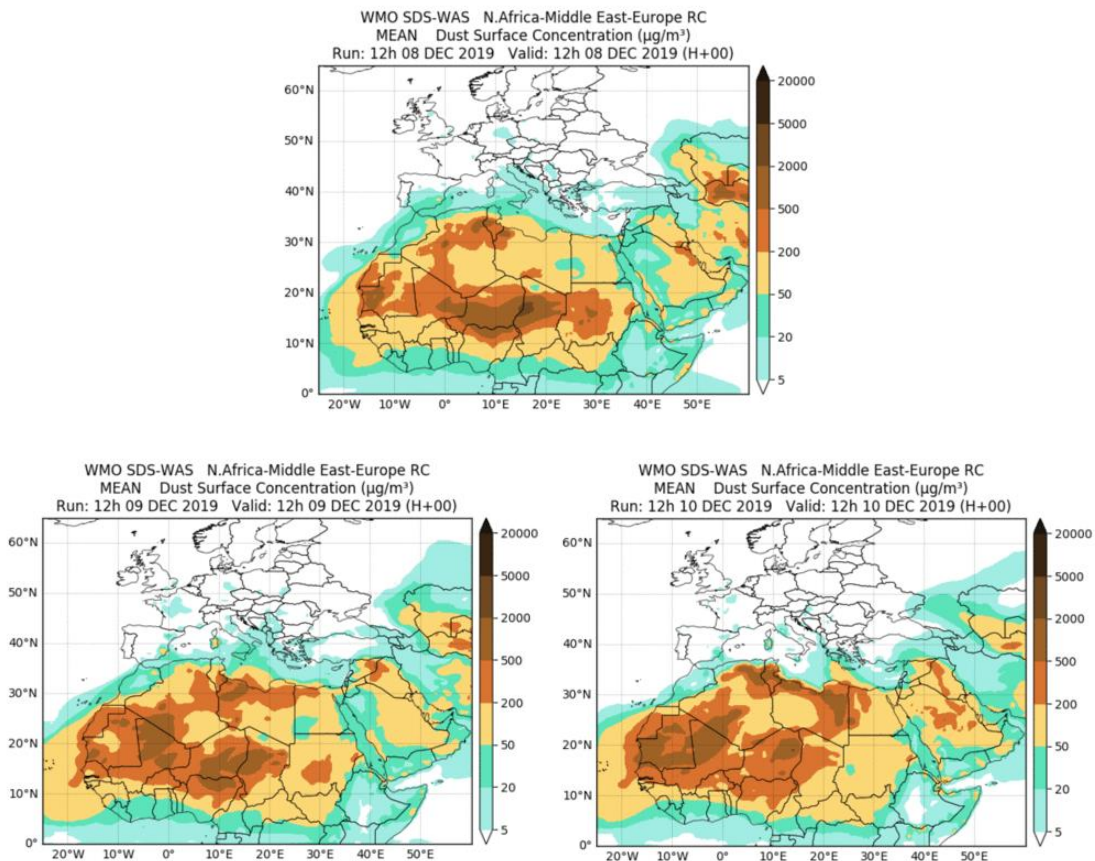 WMO SDS-WAS N.Africa-Middle East-Europe RC
MEAN Dust Surface Concentration (µg/m³)
Run: 12h 08 DEC 2019 Valid: 12h 08 DEC 2019 (H+00)
60°N
50°N
40°N
30°N
20°N
10°N
0°
20°W 10°W 0° 10°E 20°E 30°E 40°E 50°E
20000
5000
2000
500
200
50
20
5
WMO SDS-WAS N.Africa-Middle East-Europe RC
MEAN Dust Surface Concentration (µg/m³)
Run: 12h 09 DEC 2019 Valid: 12h 09 DEC 2019 (H+00)
60°N
50°N
40°N
30°N
20°N
10°N
0°
20°W 10°W 0° 10°E 20°E 30°E 40°E 50°E
20000
5000
2000
500
200
50
20
5
WMO SDS-WAS N.Africa-Middle East-Europe RC
MEAN Dust Surface Concentration (µg/m³)
Run: 12h 10 DEC 2019 Valid: 12h 10 DEC 2019 (H+00)
60°N
50°N
40°N
30°N
20°N
10°N
0°
20°W 10°W 0° 10°E 20°E 30°E 40°E 50°E
20000
5000
2000
500
200
50
20
5